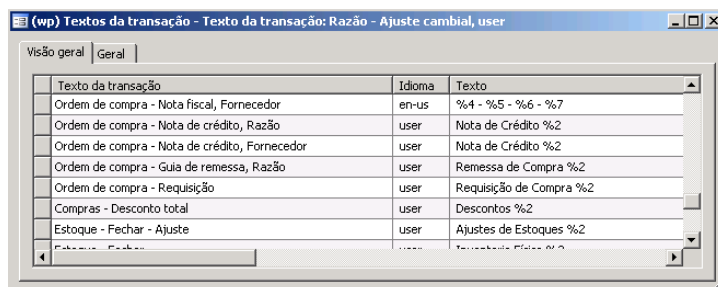 (wp) Textos da transação - Texto da transação: Razão - Ajuste cambial, user
Visão geral Geral
Texto da transação Idioma Texto
Ordem de compra - Nota fiscal, Fornecedor en-us %4 - %5 - %6 - %7
Ordem de compra - Nota de crédito, Razão user Nota de Crédito %2
Ordem de compra - Nota de crédito, Fornecedor user Nota de Crédito %2
Ordem de compra - Guia de remessa, Razão user Remessa de Compra %2
Ordem de compra - Requisição user Requisição de Compra %2
Compras - Desconto total user Descontos %2
Estoque - Fechar - Ajuste user Ajustes de Estoques %2